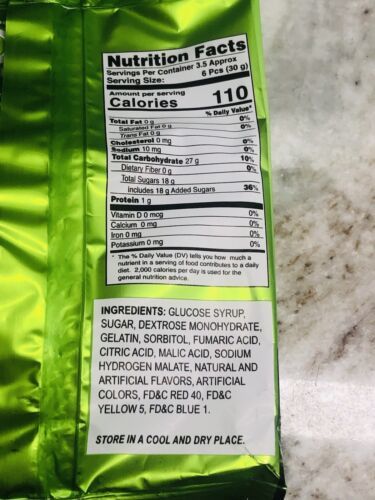 Nutrition Facts
Servings Per Container 3.5 Approx
Serving Size: 6 Pcs (30 g)
Amount per serving
Calories 110
% Daily Value*
Total Fat 0 g 0%
Saturated Fat 0 g 0%
Trans Fat 0 g
Cholesterol 0 mg 0%
Sodium 10 mg 0%
Total Carbohydrate 27 g 10%
Dietary Fiber 0 g 0%
Total Sugars 18 g
Includes 18 g Added Sugars 36%
Protein 1 g
Vitamin D 0 mcg 0%
Calcium 0 mg 0%
Iron 0 mg 0%
Potassium 0 mg 0%
* The % Daily Value (DV) tells you how much a
nutrient in a serving of food contributes to a daily
diet. 2,000 calories per day is used for the
general nutrition advice.
INGREDIENTS: GLUCOSE SYRUP,
SUGAR, DEXTROSE MONOHYDRATE,
GELATIN, SORBITOL, FUMARIC ACID,
CITRIC ACID, MALIC ACID, SODIUM
HYDROGEN MALATE, NATURAL AND
ARTIFICIAL FLAVORS, ARTIFICIAL
COLORS, FD&C RED 40, FD&C
YELLOW 5, FD&C BLUE 1.
STORE IN A COOL AND DRY PLACE.